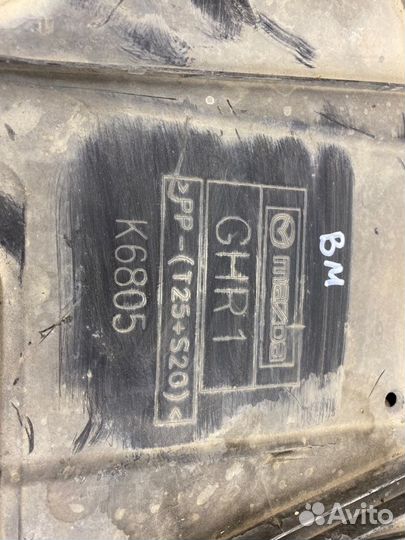 mazda
GHR1
>PP-(T25+S20)<
K6805
BM
Avito